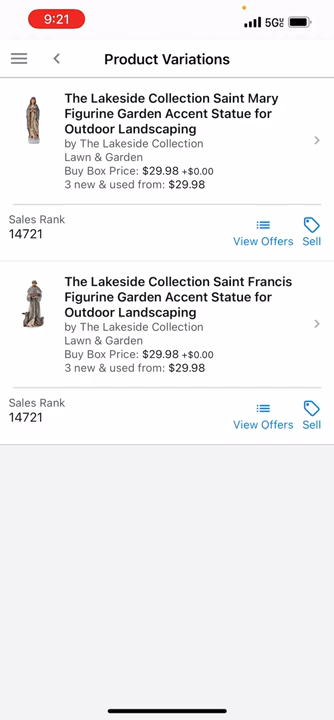 9:21
5G
Product Variations
The Lakeside Collection Saint Mary
Figurine Garden Accent Statue for
Outdoor Landscaping
by The Lakeside Collection
Lawn & Garden
Buy Box Price: $29.98 +$0.00
3 new & used from: $29.98
Sales Rank
14721
View Offers
Sell
The Lakeside Collection Saint Francis
Figurine Garden Accent Statue for
Outdoor Landscaping
by The Lakeside Collection
Lawn & Garden
Buy Box Price: $29.98 +$0.00
3 new & used from: $29.98
Sales Rank
14721
View Offers
Sell